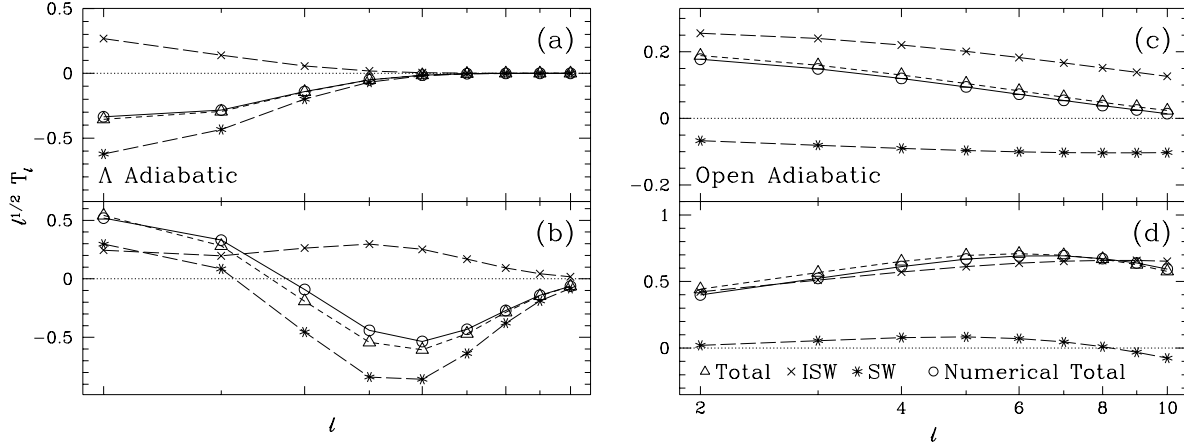 0.5
0
−0.5
(a)
Λ Adiabatic
0.5
0
−0.5
(b)
ℓ^{1/2} T_ℓ
ℓ
0.2
0
−0.2
(c)
Open Adiabatic
1
0.5
0
(d)
△ Total × ISW ✳ SW ○ Numerical Total
2 4 6 8 10
ℓ